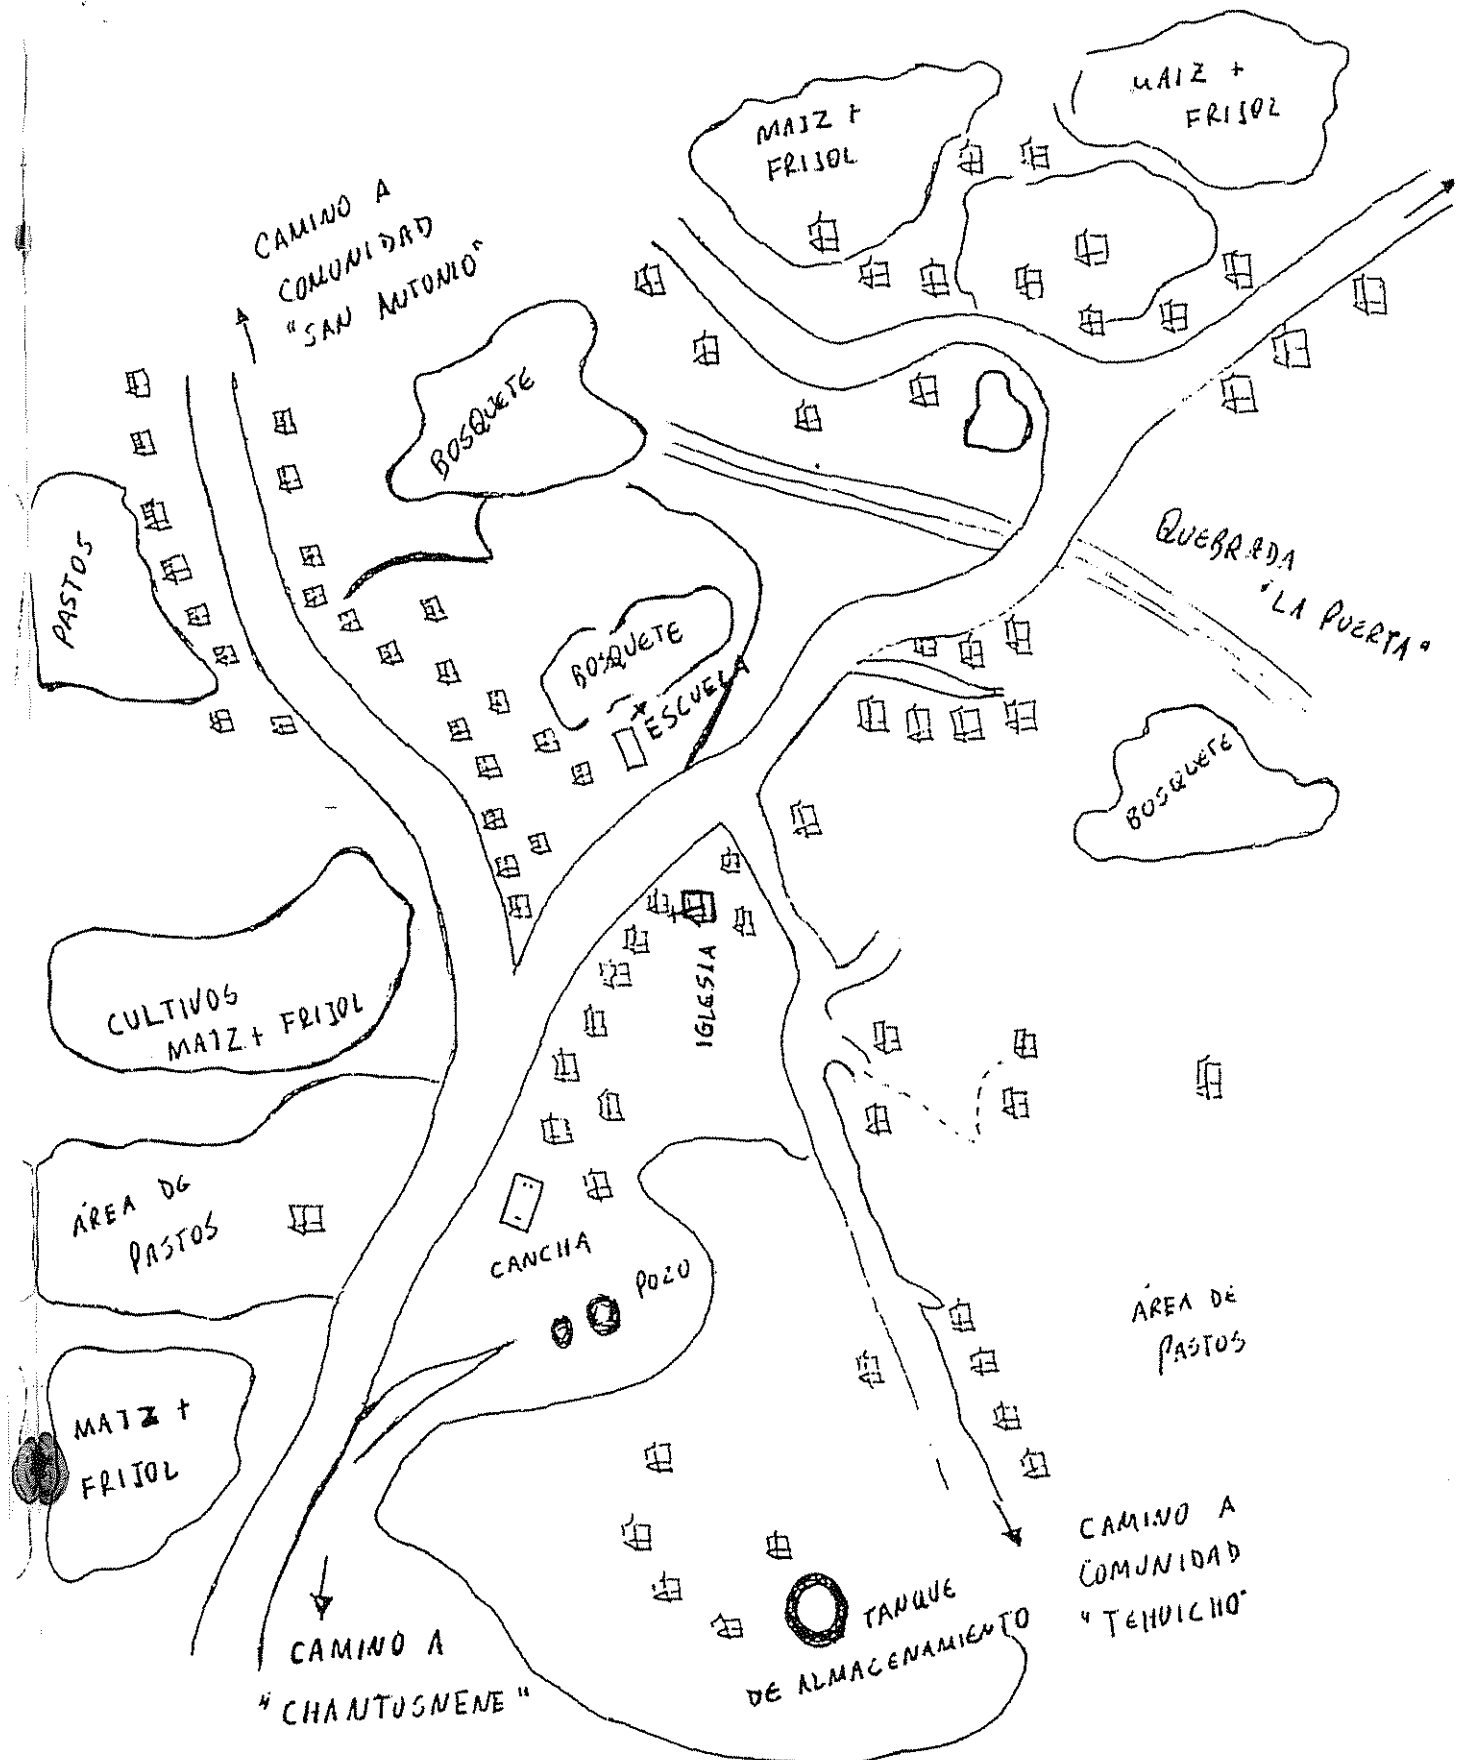 MAIZ +
FRIJOL
MAIZ +
FRIJOL
CAMINO A
COMUNIDAD
"SAN ANTONIO"
BOSQUETE
PASTOS
QUEBRADA
"LA PUERTA"
BOSQUETE
ESCUELA
BOSQUETE
CULTIVOS
MAIZ + FRIJOL
IGLESIA
ÁREA DE
PASTOS
CANCHA
POZO
ÁREA DE
PASTOS
MAIZ +
FRIJOL
CAMINO A
COMUNIDAD
"TEHUICHO"
TANQUE
DE ALMACENAMIENTO
CAMINO A
"CHANTUSNENE"